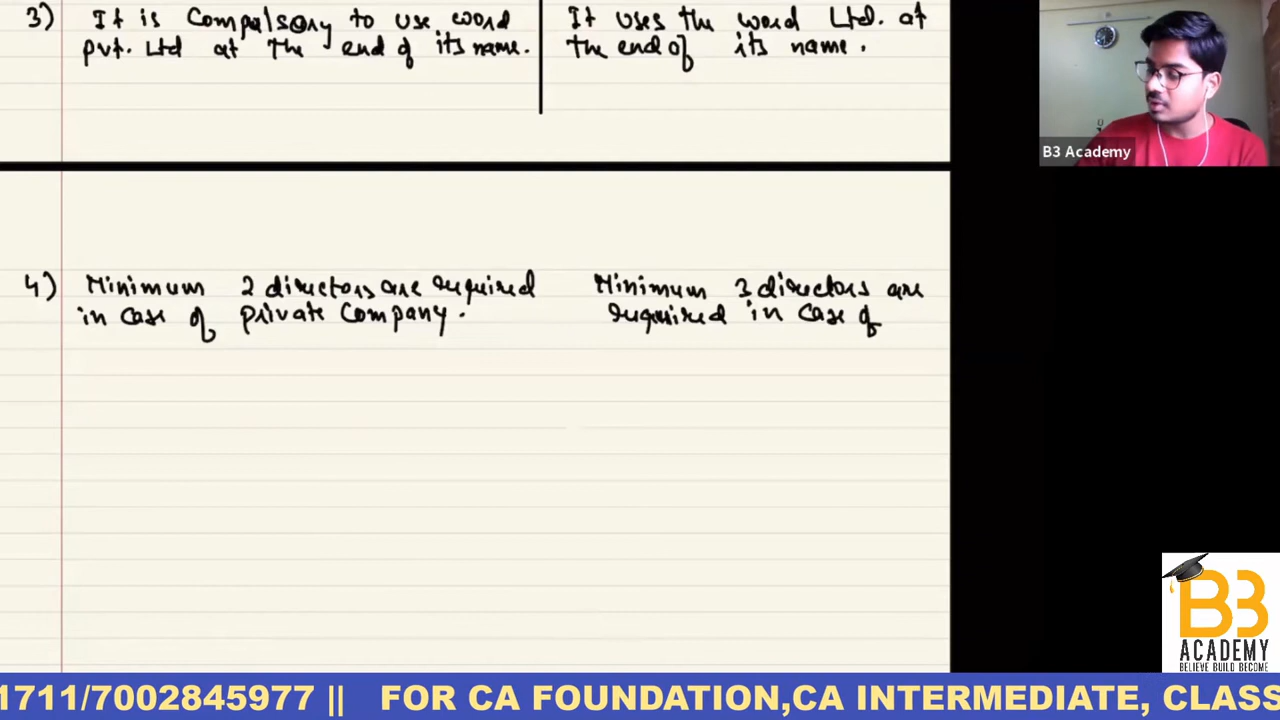 3) It is Compalsory to use word
pvt. Ltd at the end of its name.
It uses the word Ltd. at
the end of its name.
B3 Academy
4) Minimum 2 directors are required
in case of private Company.
Minimum 3 directors are
required in case of
B3
ACADEMY
BELIEVE BUILD BECOME
1711/7002845977 || FOR CA FOUNDATION,CA INTERMEDIATE, CLASS